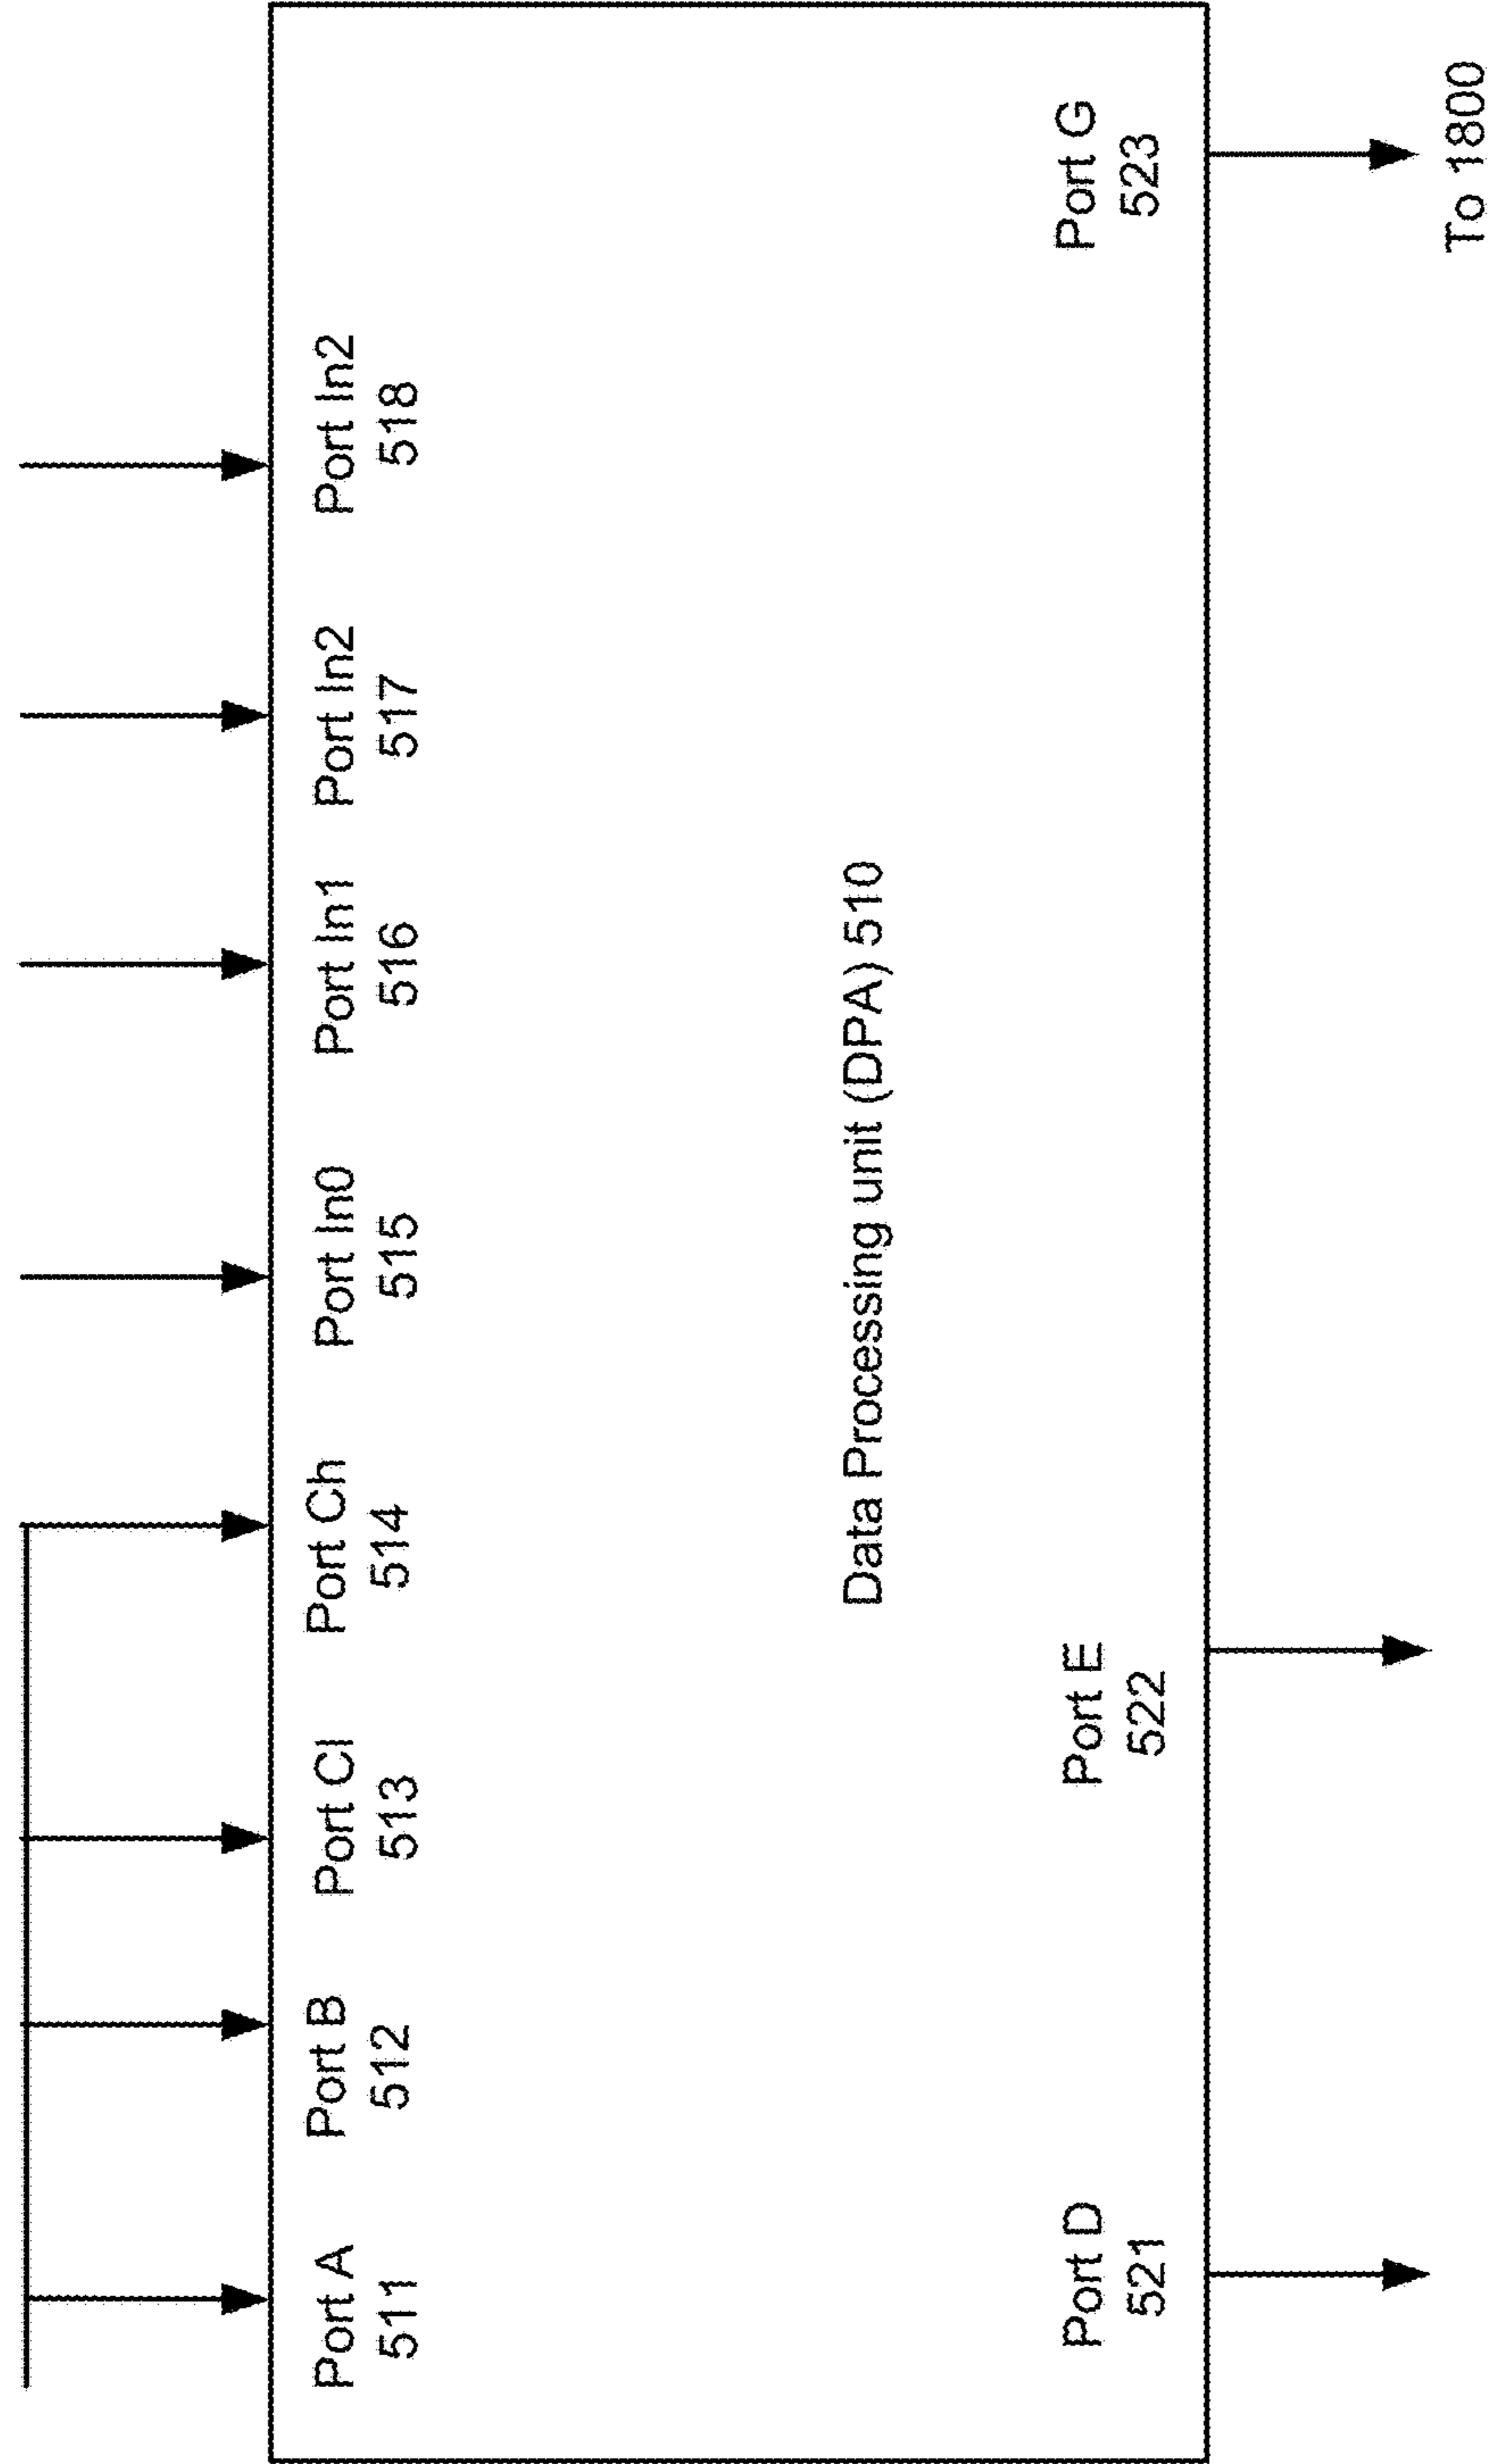 Port A
511
Port B
512
Port Cl
513
Port Ch
514
Port In0
515
Port In1
516
Port In2
517
Port In2
518
Data Processing unit (DPA) 510
Port D
521
Port E
522
Port G
523
To 1800